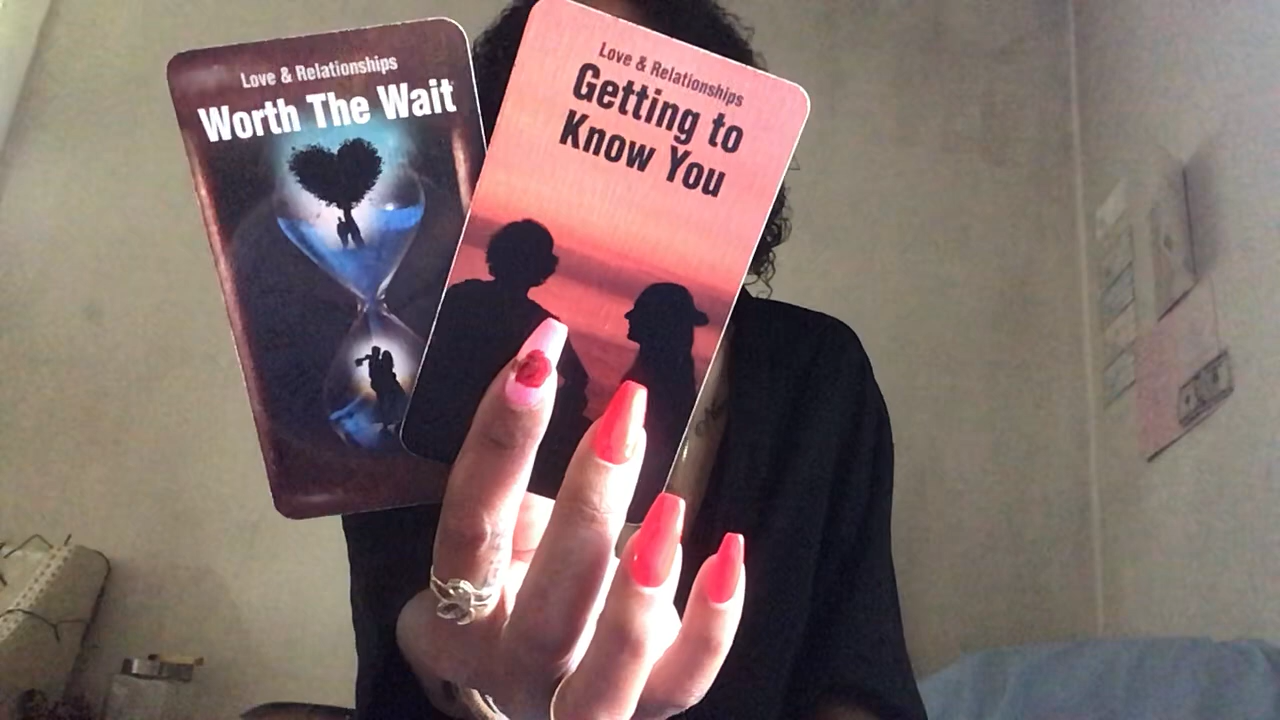 Love & Relationships
Worth The Wait
Love & Relationships
Getting to
Know You